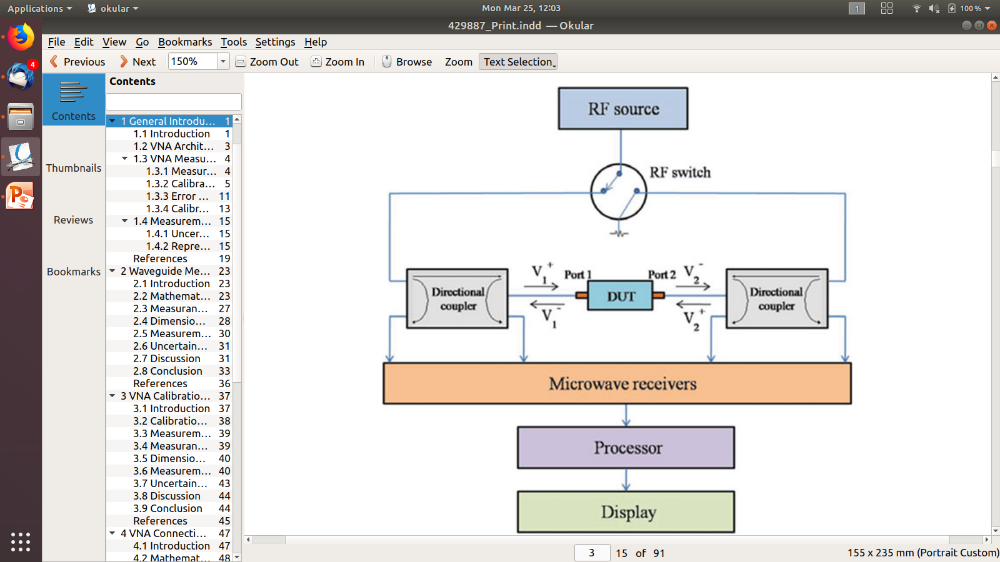 Applications okular Mon Mar 25, 12:03 1 100%
429887_Print.indd — Okular
File Edit View Go Bookmarks Tools Settings Help
Previous Next 150% Zoom Out Zoom In Browse Zoom Text Selection
4
Contents
Thumbnails
Reviews
Bookmarks
Contents
1 General Introdu... 1
1.1 Introduction 1
1.2 VNA Archit... 3
1.3 VNA Measu... 4
1.3.1 Measur... 4
1.3.2 Calibra... 5
1.3.3 Error ... 11
1.3.4 Calibr... 13
1.4 Measurem... 15
1.4.1 Uncer... 15
1.4.2 Repre... 15
References 19
2 Waveguide Me... 23
2.1 Introduction 23
2.2 Mathemat... 23
2.3 Measuran... 27
2.4 Dimensio... 28
2.5 Measurem... 30
2.6 Uncertain... 31
2.7 Discussion 31
2.8 Conclusion 33
References 36
3 VNA Calibratio... 37
3.1 Introduction 37
3.2 Calibratio... 38
3.3 Measurem... 39
3.4 Measuran... 39
3.5 Dimensio... 40
3.6 Measurem... 40
3.7 Uncertain... 43
3.8 Discussion 44
3.9 Conclusion 44
References 45
4 VNA Connecti... 47
4.1 Introduction 47
4.2 Mathemat... 48
RF source
RF switch
Directional
coupler
V1+
V1-
Port 1
DUT
Port 2
V2-
V2+
Directional
coupler
Microwave receivers
Processor
Display
3 15 of 91
155 x 235 mm (Portrait Custom)